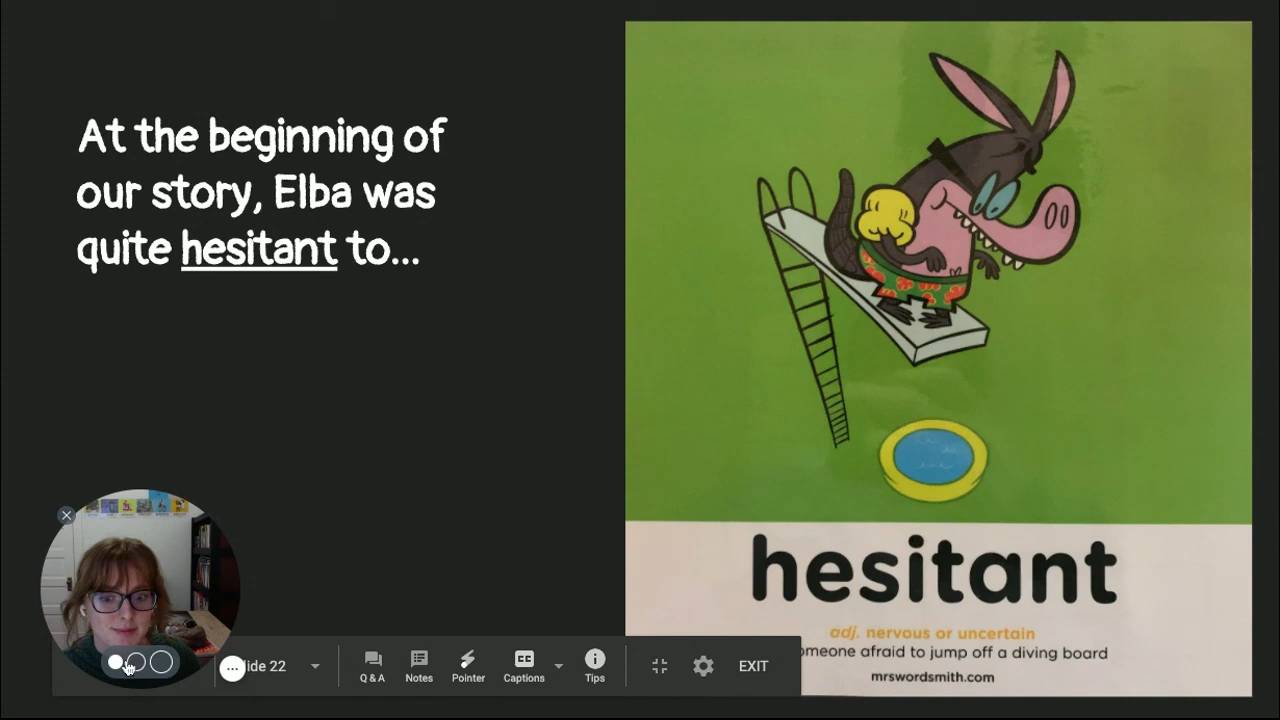 At the beginning of
our story, Elba was
quite hesitant to...
hesitant
adj. nervous or uncertain
omeone afraid to jump off a diving board
mrswordsmith.com
ide 22
Q & A
Notes
Pointer
CC
Captions
Tips
EXIT